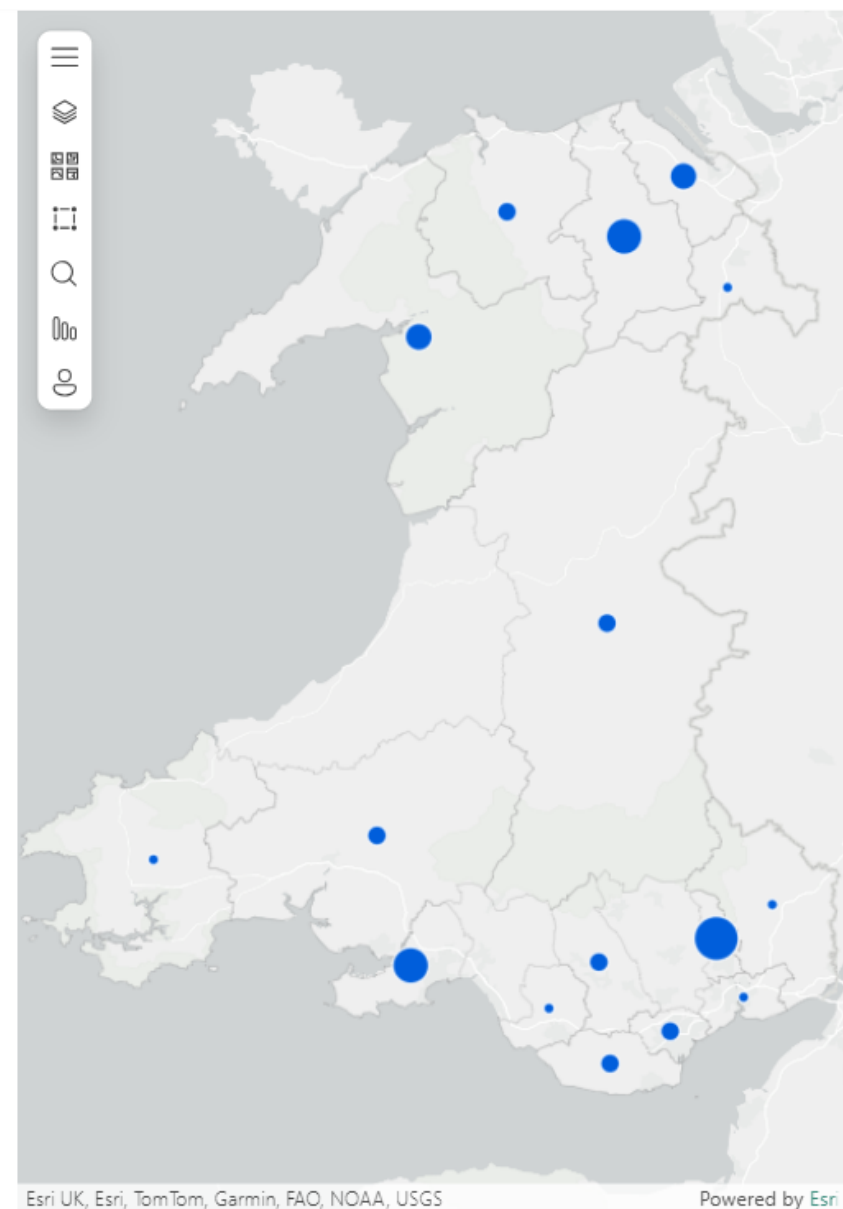 Esri UK, Esri, TomTom, Garmin, FAO, NOAA, USGS
Powered by Esri